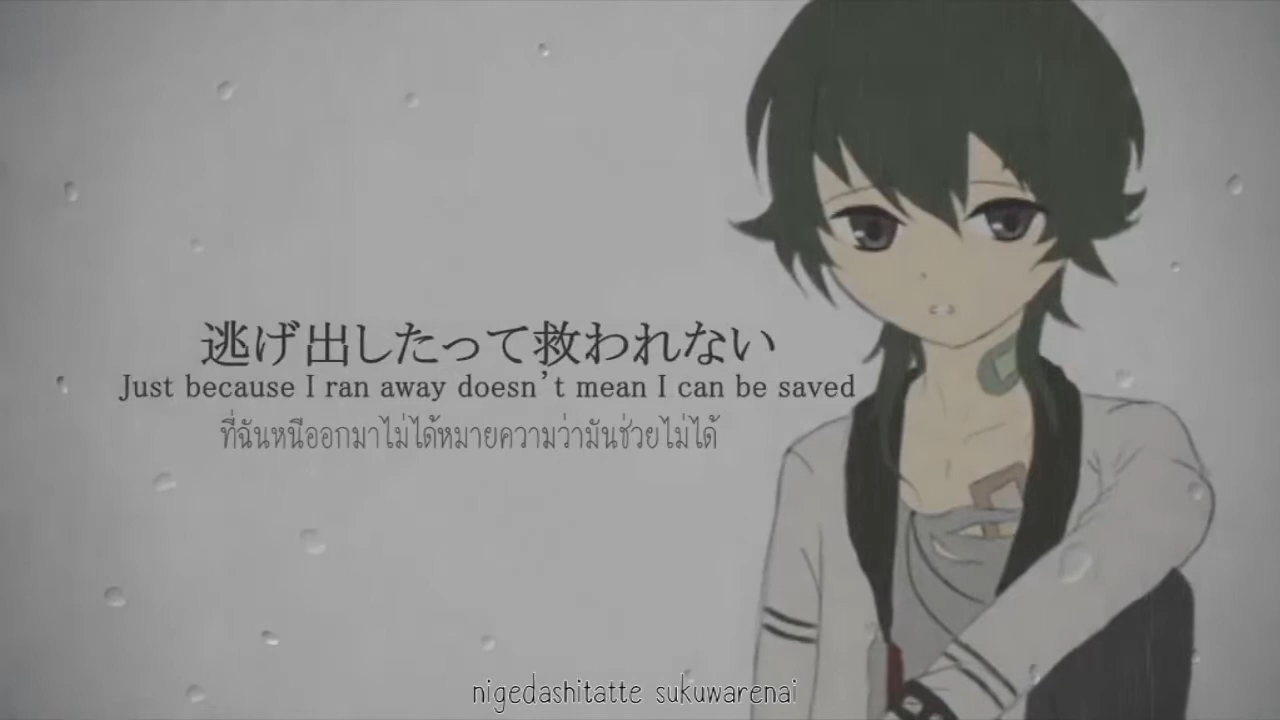 逃げ出したって救われない
Just because I ran away doesn't mean I can be saved
ที่ฉันหนีออกมาไม่ได้หมายความว่ามันช่วยไม่ได้
nigedashitatte sukuwarenai